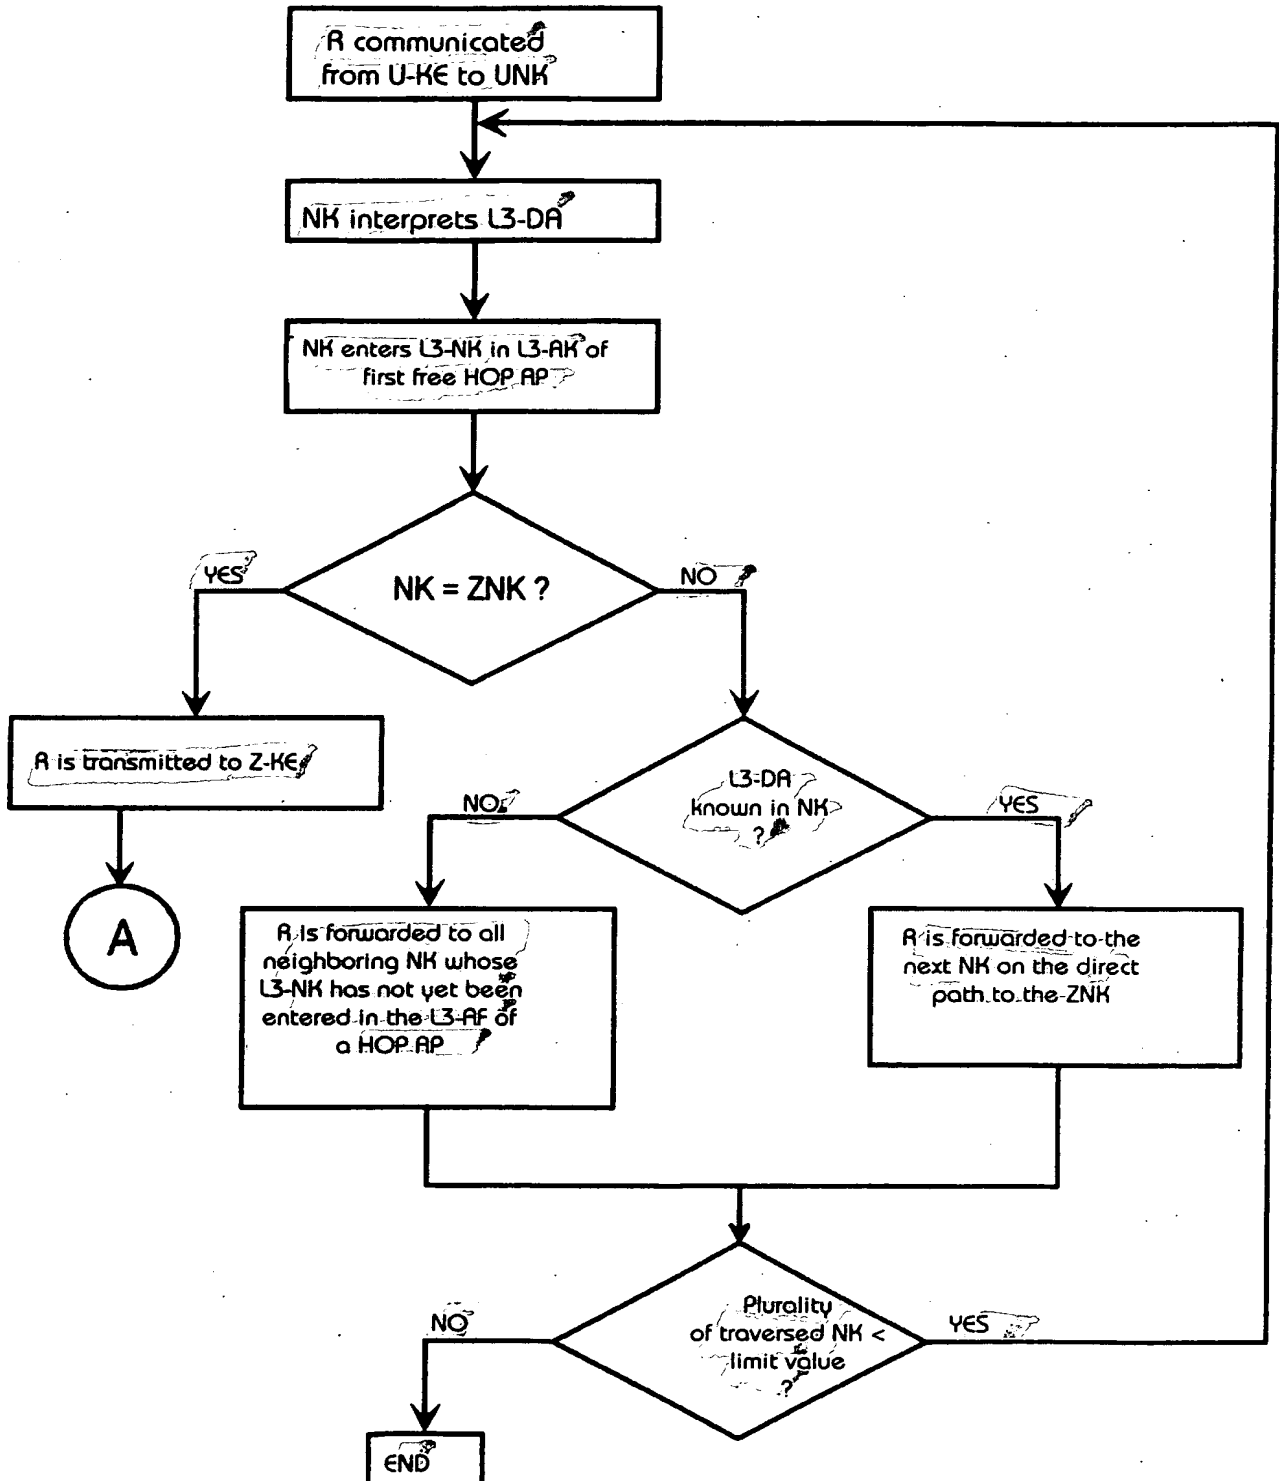 R communicated
from U-KE to UNK
NK interprets L3-DA
NK enters L3-NK in L3-AK of
first free HOP AP
NK = ZNK ?
YES
NO
R is transmitted to Z-KE
A
L3-DA
known in NK
?
NO
YES
R is forwarded to all
neighboring NK whose
L3-NK has not yet been
entered in the L3-AF of
a HOP AP
R is forwarded to the
next NK on the direct
path to the ZNK
Plurality
of traversed NK <
limit value
?
NO
YES
END